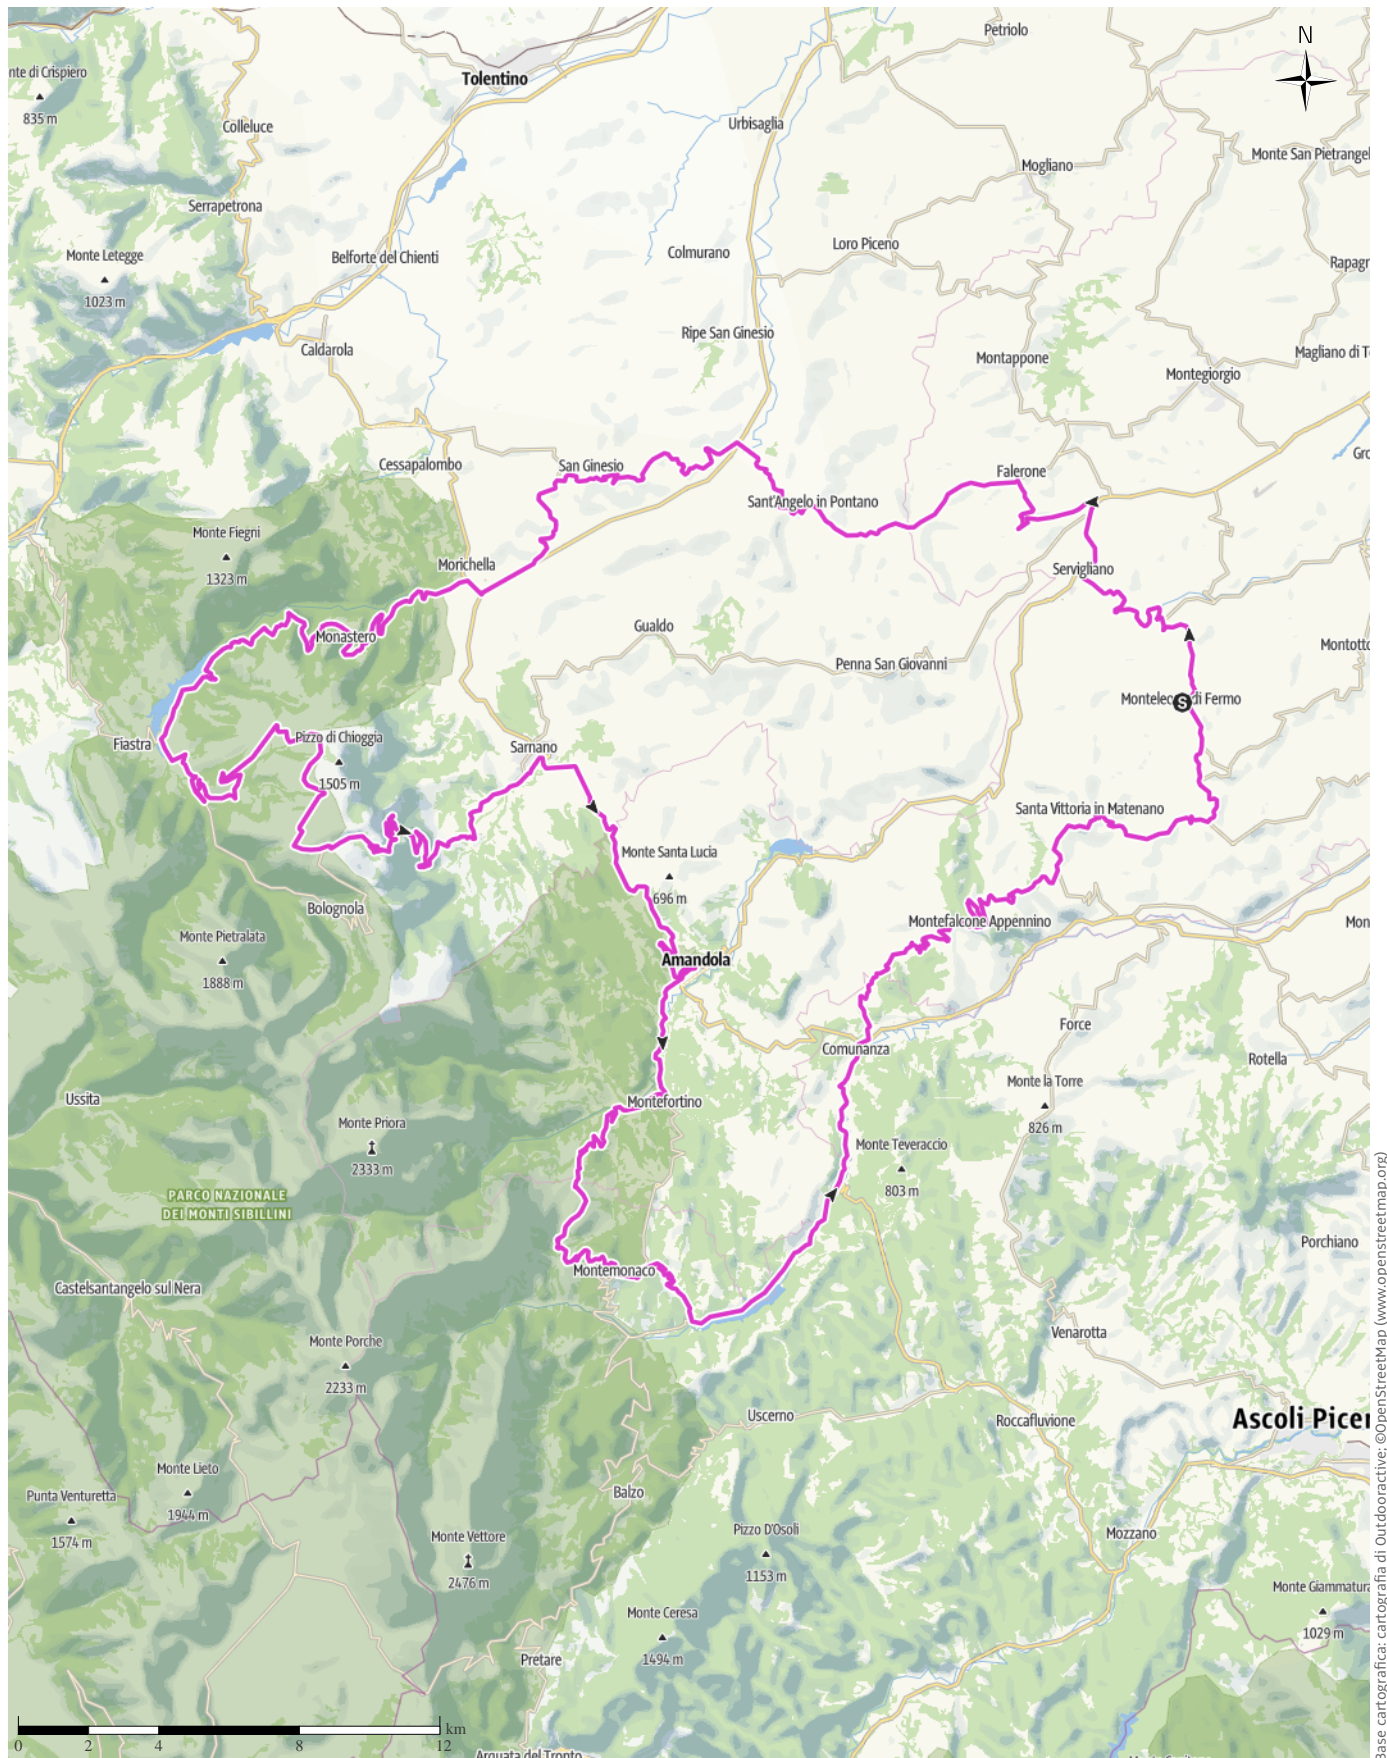 N
Petriolo
nte di Crispiero
835 m
Tolentino
Colleluce
Urbisaglia
Mogliano
Monte San Pietrangel
Serrapetrona
Monte Letegge
1023 m
Belforte del Chienti
Colmurano
Loro Piceno
Rapagn
Caldarola
Ripe San Ginesio
Montappone
Magliano di T
Montegiorgio
Cessapalombo
San Ginesio
Falerone
Gro
Sant'Angelo in Pontano
Monte Fiegni
1323 m
Morichella
Servigliano
Monastero
Gualdo
Penna San Giovanni
Montotto
Monteleo
S
di Fermo
Fiastra
Pizzo di Chioggia
1505 m
Sarnano
Santa Vittoria in Matenano
Monte Santa Lucia
696 m
Bolognola
Montefalcone Appennino
Mon
Monte Pietralata
1888 m
Amandola
Force
Comunanza
Rotella
Ussita
Montefortino
Monte la Torre
826 m
Monte Priora
2333 m
Monte Teveraccio
803 m
PARCO NAZIONALE
DEI MONTI SIBILLINI
Porchiano
Montemonaco
Castelsantangelo sul Nera
Monte Porche
2233 m
Venarotta
Uscerno
Roccafluvione
Ascoli Picen
Monte Lieto
1944 m
Punta Venturetta
1574 m
Balzo
Monte Vettore
2476 m
Pizzo D'Osoli
1153 m
Mozzano
Monte Ceresa
1494 m
Monte Giammatura
1029 m
Pretare
Arquata del Tronto
km
0 2 4 8 12
ase cartografica: cartografia di Outdooractive; ©OpenStreetMap (www.openstreetmap.org)